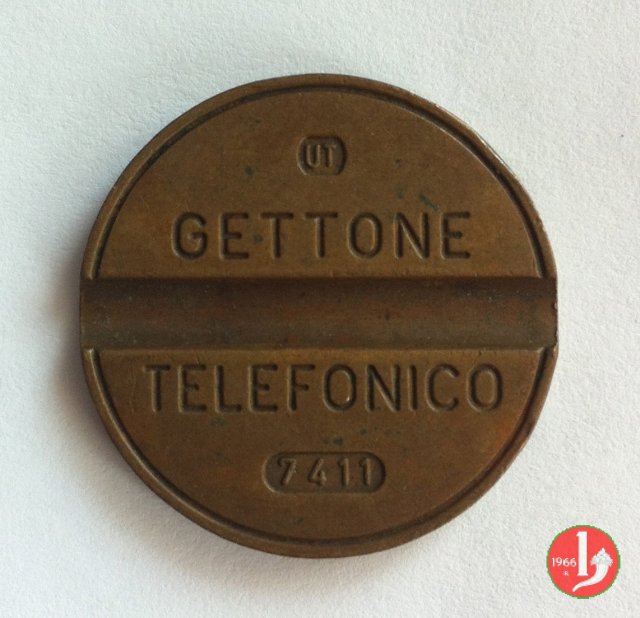 UT
GETTONE
TELEFONICO
7411
1966